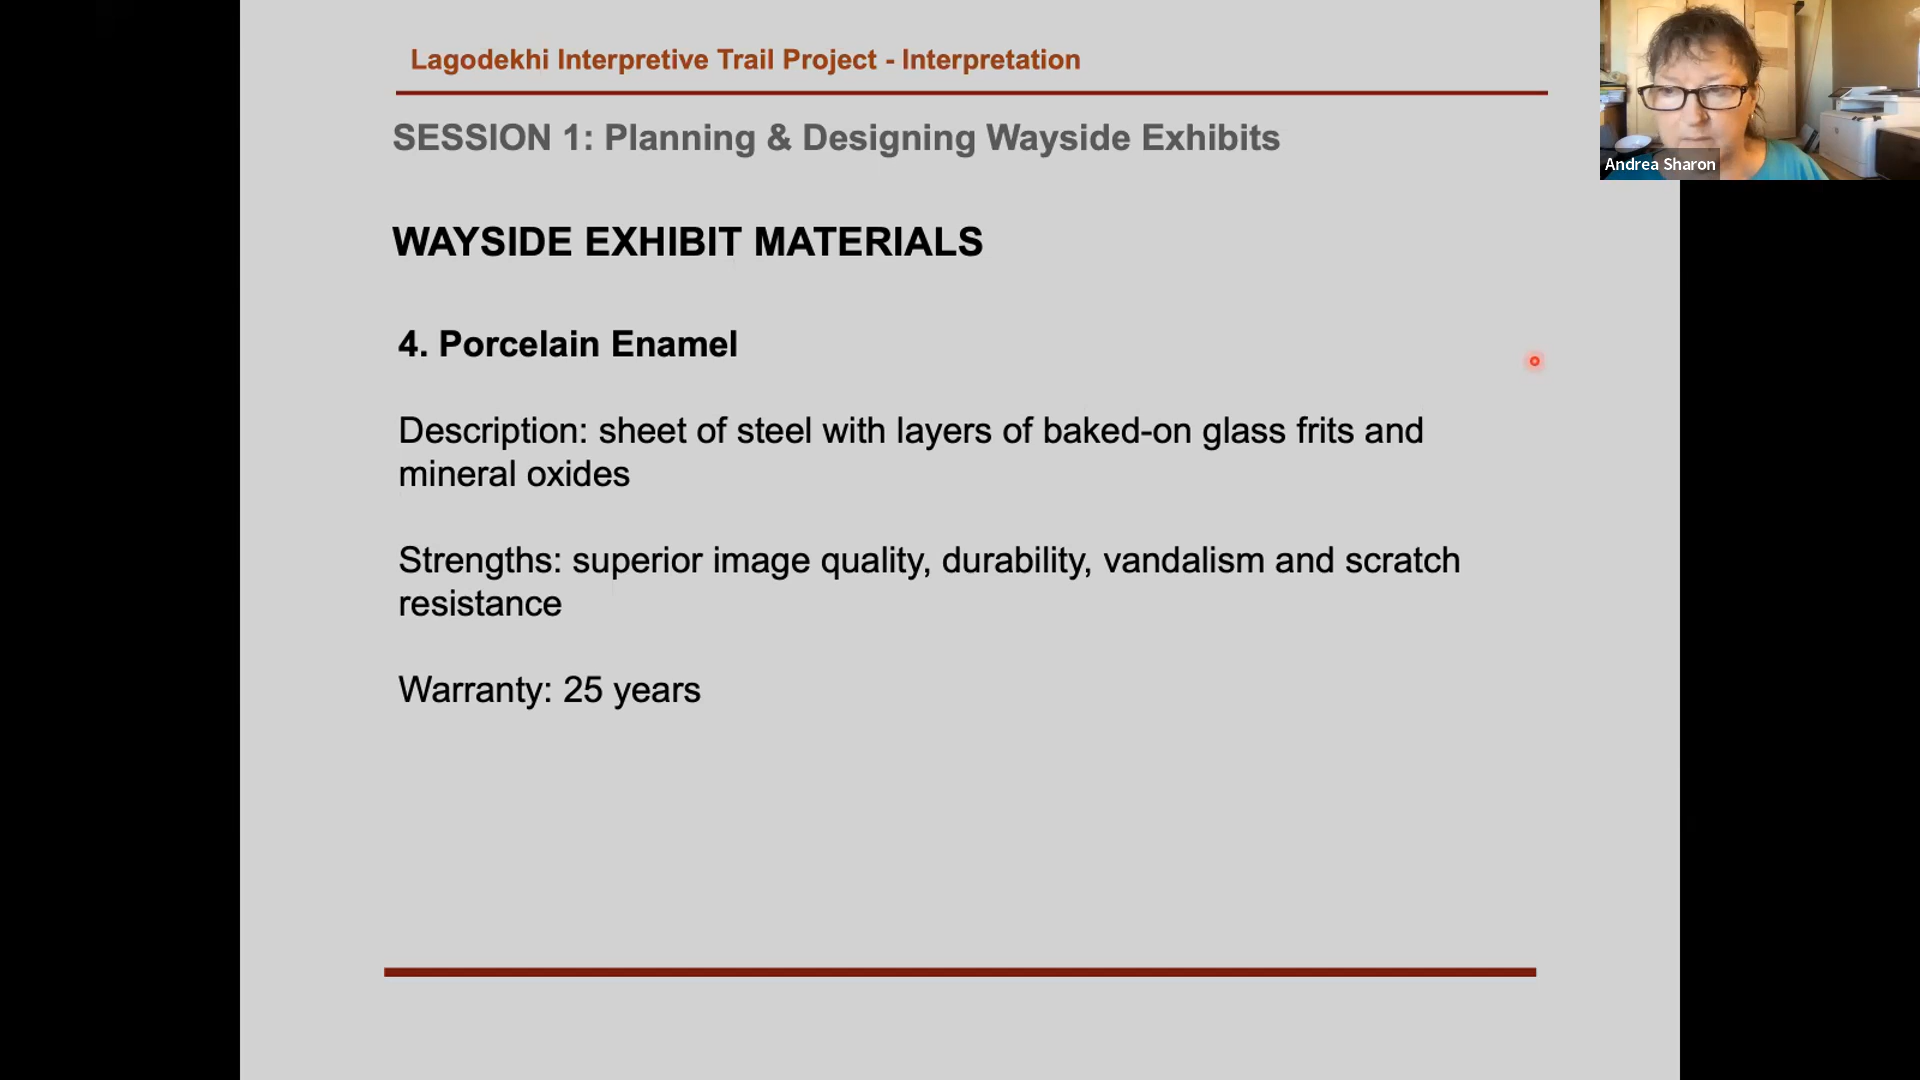 Lagodekhi Interpretive Trail Project - Interpretation
SESSION 1: Planning & Designing Wayside Exhibits
WAYSIDE EXHIBIT MATERIALS
4. Porcelain Enamel
Description: sheet of steel with layers of baked-on glass frits and
mineral oxides
Strengths: superior image quality, durability, vandalism and scratch
resistance
Warranty: 25 years
Andrea Sharon